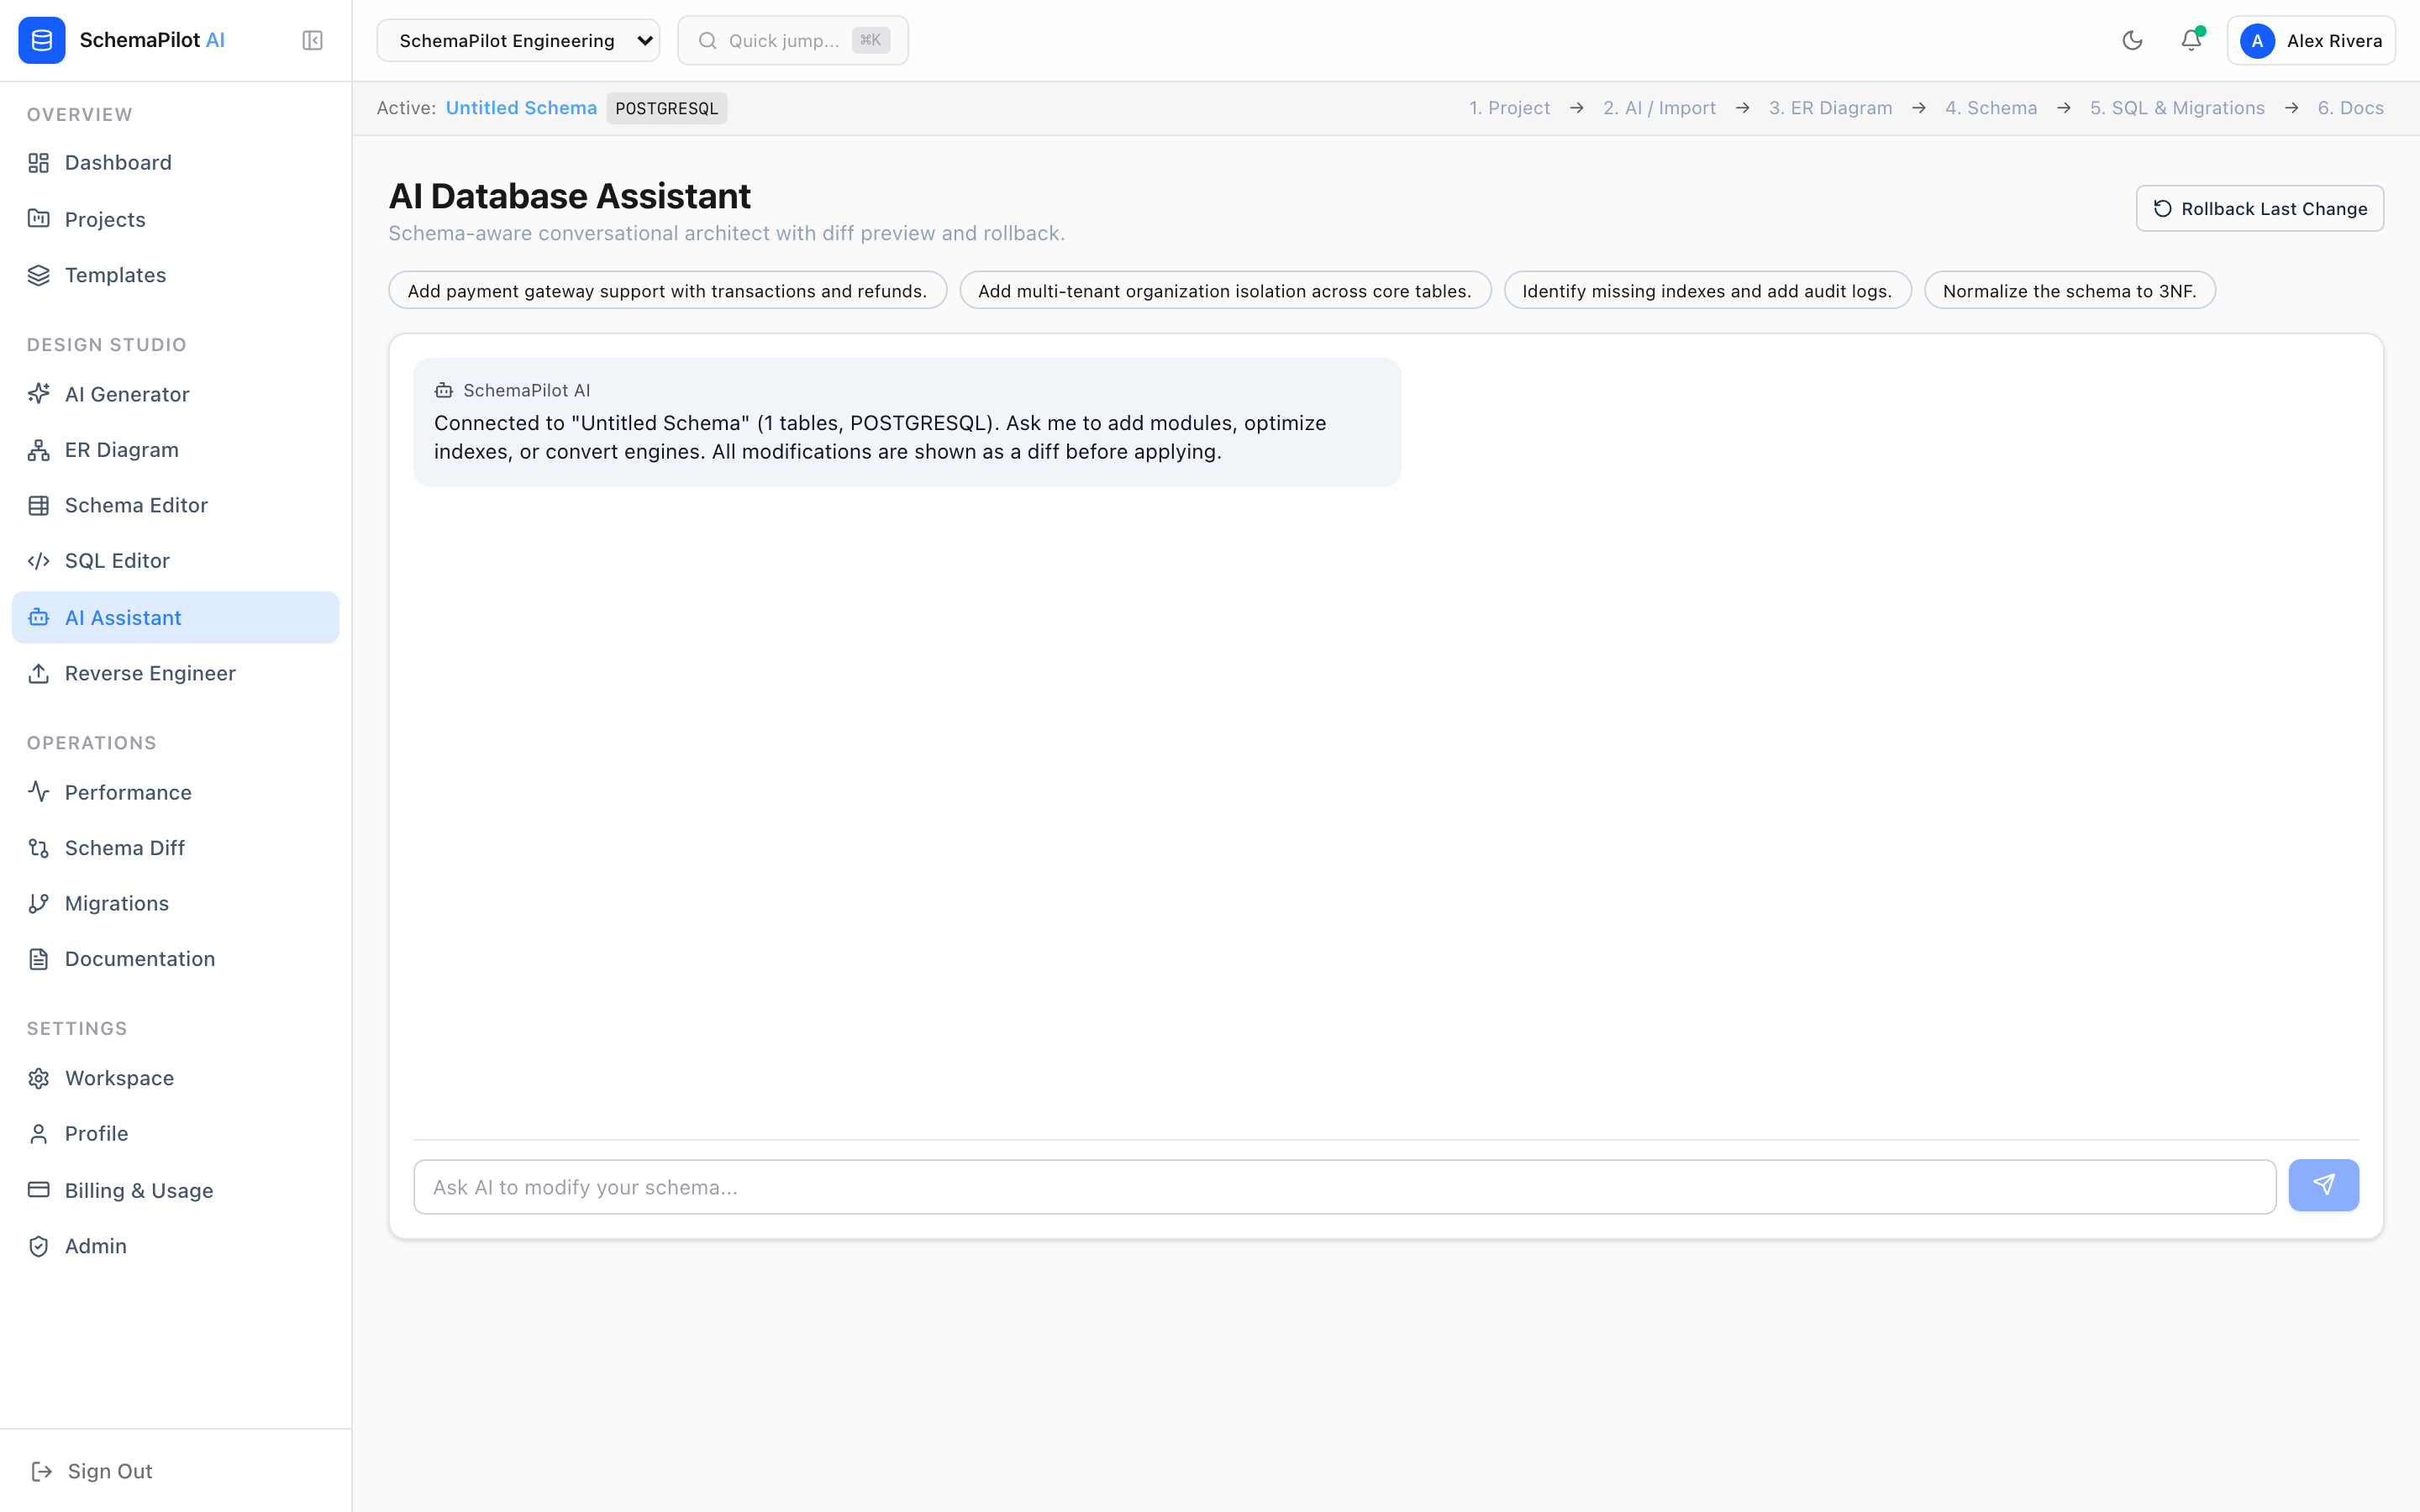 SchemaPilot AI
OVERVIEW
Dashboard
Projects
Templates
DESIGN STUDIO
AI Generator
ER Diagram
Schema Editor
SQL Editor
AI Assistant
Reverse Engineer
OPERATIONS
Performance
Schema Diff
Migrations
Documentation
SETTINGS
Workspace
Profile
Billing & Usage
Admin
Sign Out
SchemaPilot Engineering
Quick jump... ⌘K
A Alex Rivera
Active: Untitled Schema POSTGRESQL
1. Project → 2. AI / Import → 3. ER Diagram → 4. Schema → 5. SQL & Migrations → 6. Docs
AI Database Assistant
Schema-aware conversational architect with diff preview and rollback.
Rollback Last Change
Add payment gateway support with transactions and refunds.
Add multi-tenant organization isolation across core tables.
Identify missing indexes and add audit logs.
Normalize the schema to 3NF.
SchemaPilot AI
Connected to "Untitled Schema" (1 tables, POSTGRESQL). Ask me to add modules, optimize
indexes, or convert engines. All modifications are shown as a diff before applying.
Ask AI to modify your schema...